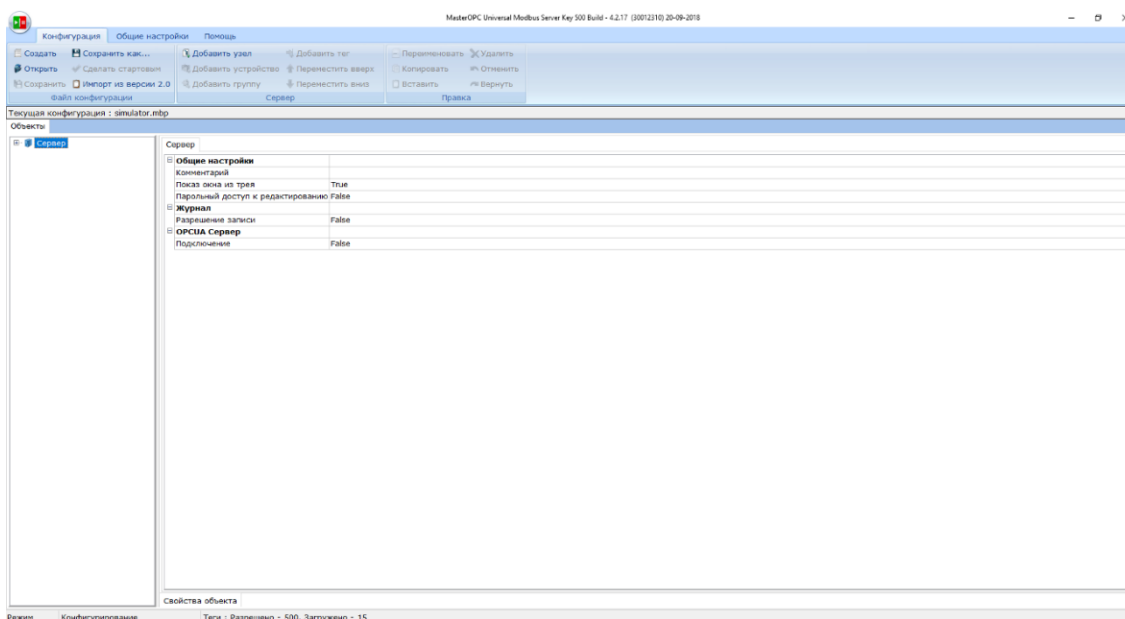 MasterOPC Universal Modbus Server Key 500 Build - 4.2.17 (30012310) 20-09-2018
Конфигурация Общие настройки Помощь
Создать Сохранить как... Добавить узел Добавить тег Переименовать Удалить
Открыть Сделать стартовым Добавить устройство Переместить вверх Копировать Отменить
Сохранить Импорт из версии 2.0 Добавить группу Переместить вниз Вставить Вернуть
Файл конфигурации Сервер Правка
Текущая конфигурация : simulator.mbp
Объекты
Сервер Сервер
Общие настройки
Комментарий
Показ окна из трея True
Парольный доступ к редактированию False
Журнал
Разрешение записи False
OPCUA Сервер
Подключение False
Свойства объекта
Режим Конфигурирование Теги : Разрешено - 500, Загружено - 15